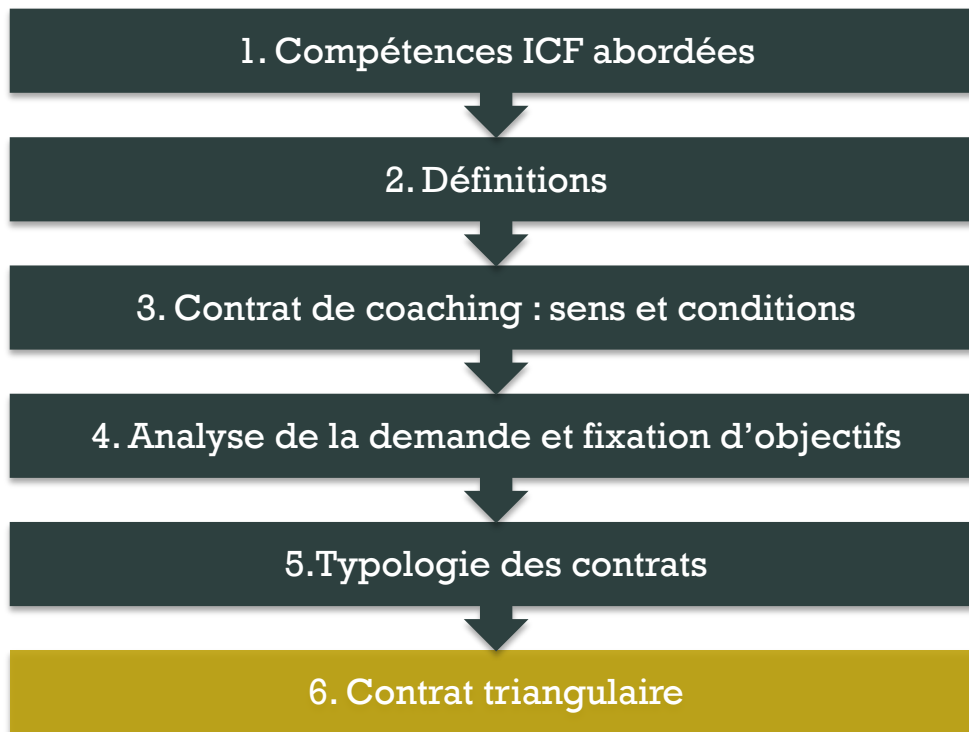 1. Compétences ICF abordées
2. Définitions
3. Contrat de coaching : sens et conditions
4. Analyse de la demande et fixation d’objectifs
5.Typologie des contrats
6. Contrat triangulaire